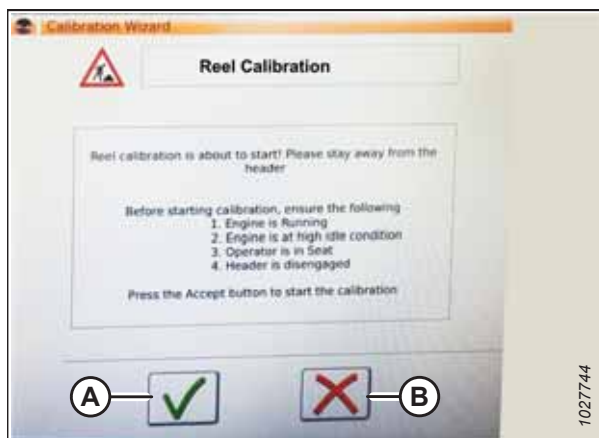 Calibration Wizard
Reel Calibration
Reel calibration is about to start! Please stay away from the
header
Before starting calibration, ensure the following
1. Engine is Running
2. Engine is at high idle condition
3. Operator is in Seat
4. Header is disengaged
Press the Accept button to start the calibration
A
B
1027744